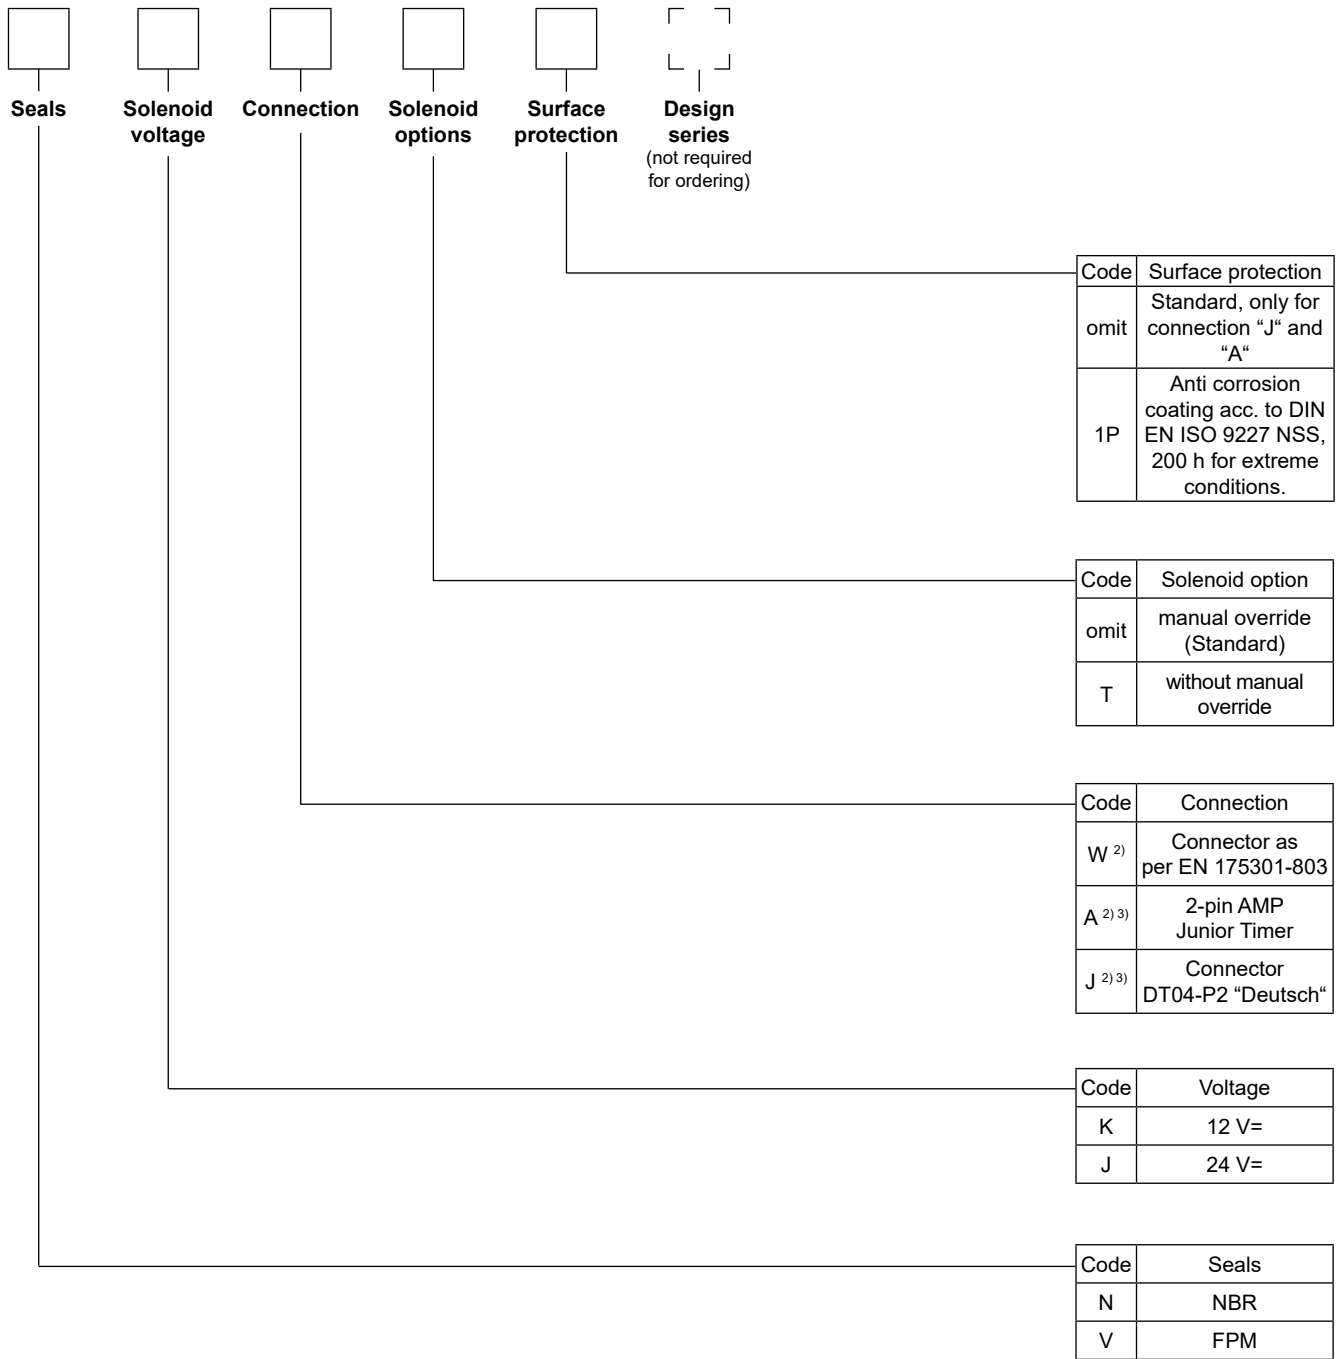 Seals
Solenoid
voltage
Connection
Solenoid
options
Surface
protection
Design
series
(not required
for ordering)
Code Surface protection
omit Standard, only for
connection “J“ and
“A“
1P Anti corrosion
coating acc. to DIN
EN ISO 9227 NSS,
200 h for extreme
conditions.
Code Solenoid option
omit manual override
(Standard)
T without manual
override
Code Connection
W 2) Connector as
per EN 175301-803
A 2) 3) 2-pin AMP
Junior Timer
J 2) 3) Connector
DT04-P2 “Deutsch“
Code Voltage
K 12 V=
J 24 V=
Code Seals
N NBR
V FPM